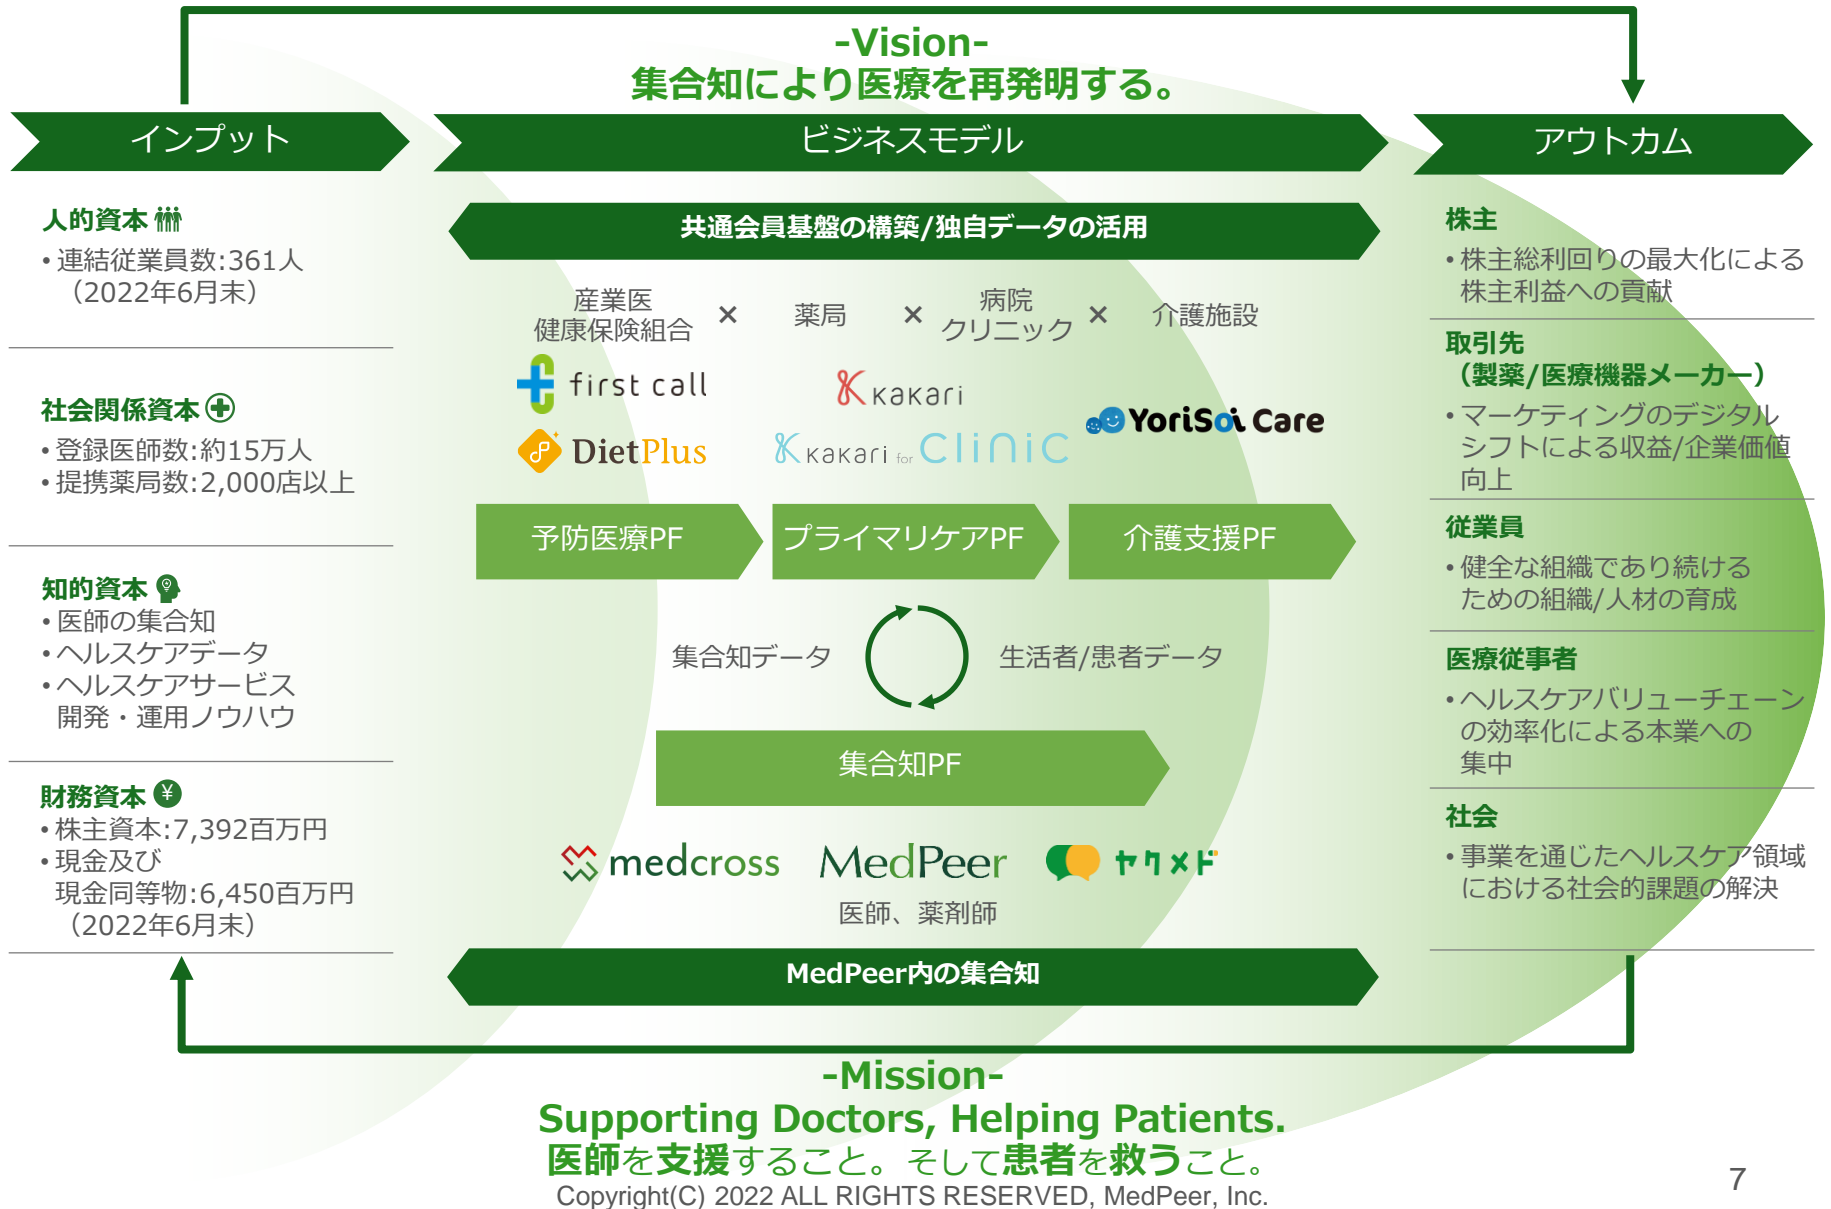 -Vision-
集合知により医療を再発明する。
インプット
ビジネスモデル
アウトカム
人的資本
•連結従業員数:361人
（2022年6月末）
社会関係資本
•登録医師数:約15万人
•提携薬局数:2,000店以上
知的資本
•医師の集合知
•ヘルスケアデータ
•ヘルスケアサービス
開発・運用ノウハウ
財務資本 ¥
•株主資本:7,392百万円
•現金及び
現金同等物:6,450百万円
（2022年6月末）
共通会員基盤の構築/独自データの活用
産業医
健康保険組合
×
薬局
×
病院
クリニック
×
介護施設
first call
kakari
YoriSoi Care
DietPlus
kakari for CliniC
予防医療PF
プライマリケアPF
介護支援PF
集合知データ
生活者/患者データ
集合知PF
medcross
MedPeer
ヤクメド
医師、薬剤師
MedPeer内の集合知
株主
•株主総利回りの最大化による
株主利益への貢献
取引先
（製薬/医療機器メーカー）
•マーケティングのデジタル
シフトによる収益/企業価値
向上
従業員
•健全な組織であり続ける
ための組織/人材の育成
医療従事者
•ヘルスケアバリューチェーン
の効率化による本業への
集中
社会
•事業を通じたヘルスケア領域
における社会的課題の解決
-Mission-
Supporting Doctors, Helping Patients.
医師を支援すること。そして患者を救うこと。
Copyright(C) 2022 ALL RIGHTS RESERVED, MedPeer, Inc.
7